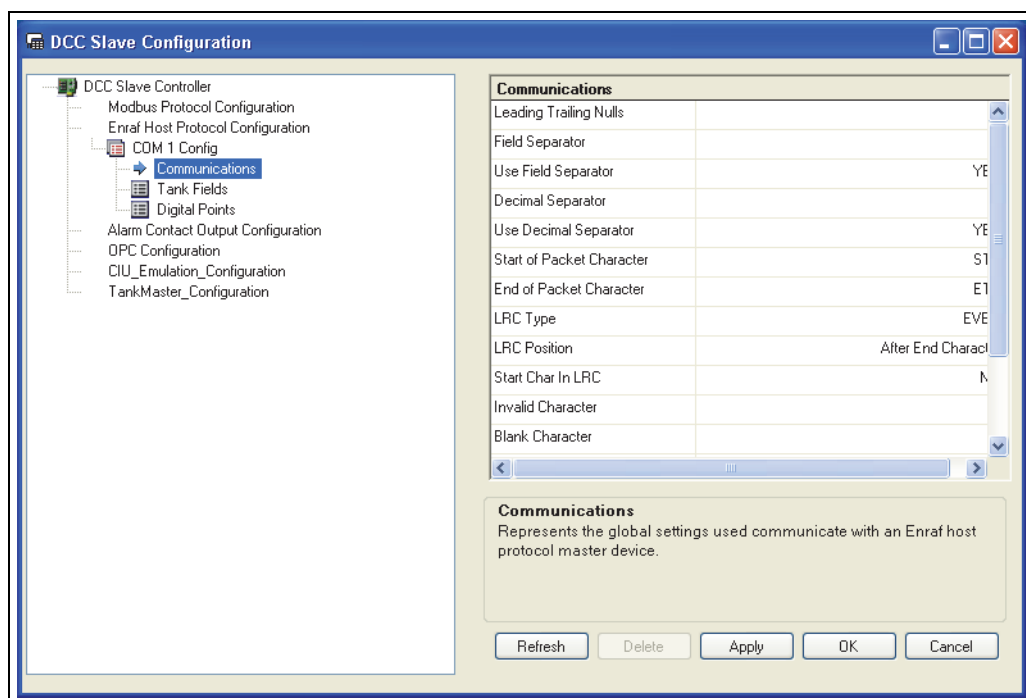 DCC Slave Configuration
DCC Slave Controller
Modbus Protocol Configuration
Enraf Host Protocol Configuration
COM 1 Config
Communications
Tank Fields
Digital Points
Alarm Contact Output Configuration
OPC Configuration
CIU_Emulation_Configuration
TankMaster_Configuration
Communications
Leading Trailing Nulls
Field Separator
Use Field Separator
Decimal Separator
Use Decimal Separator
Start of Packet Character
End of Packet Character
LRC Type EVE
LRC Position After End Charact
Start Char In LRC
Invalid Character
Blank Character
Communications
Represents the global settings used communicate with an Enraf host
protocol master device.
Refresh Delete Apply OK Cancel